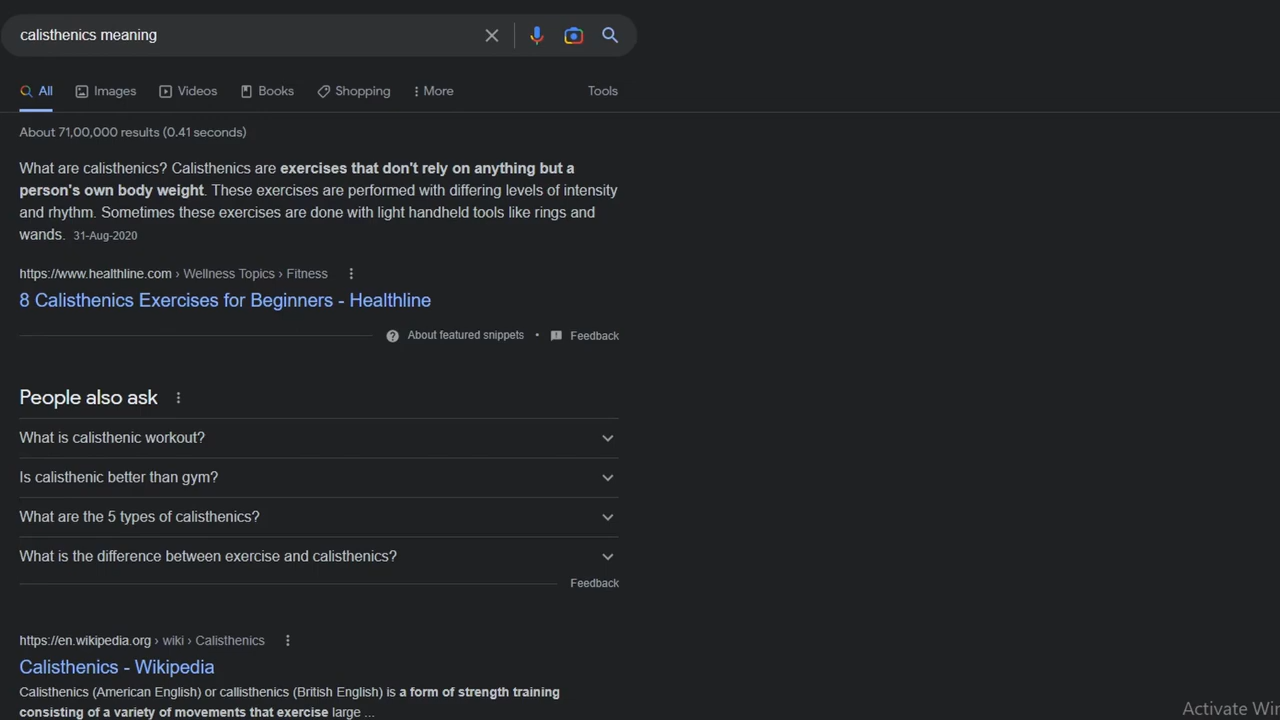 calisthenics meaning
All Images Videos Books Shopping More Tools
About 71,00,000 results (0.41 seconds)
What are calisthenics? Calisthenics are exercises that don't rely on anything but a
person's own body weight. These exercises are performed with differing levels of intensity
and rhythm. Sometimes these exercises are done with light handheld tools like rings and
wands. 31-Aug-2020
https://www.healthline.com › Wellness Topics › Fitness
8 Calisthenics Exercises for Beginners - Healthline
About featured snippets • Feedback
People also ask
What is calisthenic workout?
Is calisthenic better than gym?
What are the 5 types of calisthenics?
What is the difference between exercise and calisthenics?
Feedback
https://en.wikipedia.org › wiki › Calisthenics
Calisthenics - Wikipedia
Calisthenics (American English) or callisthenics (British English) is a form of strength training
consisting of a variety of movements that exercise large ...
Activate Win